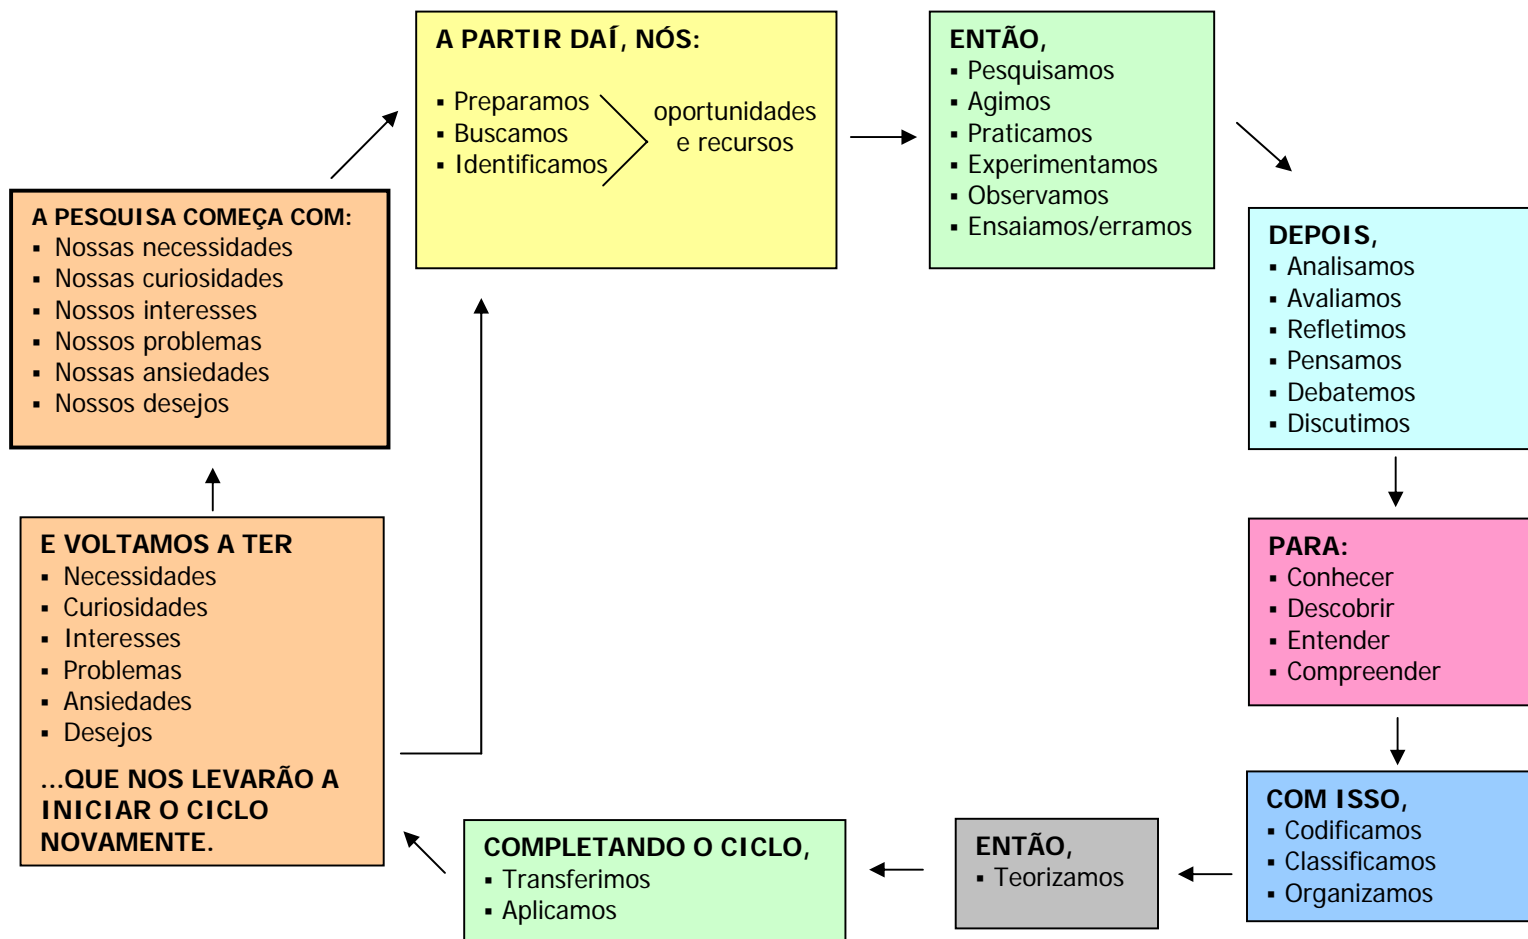 A PESQUISA COMEÇA COM:
▪ Nossas necessidades
▪ Nossas curiosidades
▪ Nossos interesses
▪ Nossos problemas
▪ Nossas ansiedades
▪ Nossos desejos
A PARTIR DAÍ, NÓS:
▪ Preparamos
▪ Buscamos
▪ Identificamos
oportunidades
e recursos
ENTÃO,
▪ Pesquisamos
▪ Agimos
▪ Praticamos
▪ Experimentamos
▪ Observamos
▪ Ensaiamos/erramos
DEPOIS,
▪ Analisamos
▪ Avaliamos
▪ Refletimos
▪ Pensamos
▪ Debatemos
▪ Discutimos
PARA:
▪ Conhecer
▪ Descobrir
▪ Entender
▪ Compreender
COM ISSO,
▪ Codificamos
▪ Classificamos
▪ Organizamos
ENTÃO,
▪ Teorizamos
COMPLETANDO O CICLO,
▪ Transferimos
▪ Aplicamos
E VOLTAMOS A TER
▪ Necessidades
▪ Curiosidades
▪ Interesses
▪ Problemas
▪ Ansiedades
▪ Desejos
...QUE NOS LEVARÃO A
INICIAR O CICLO
NOVAMENTE.